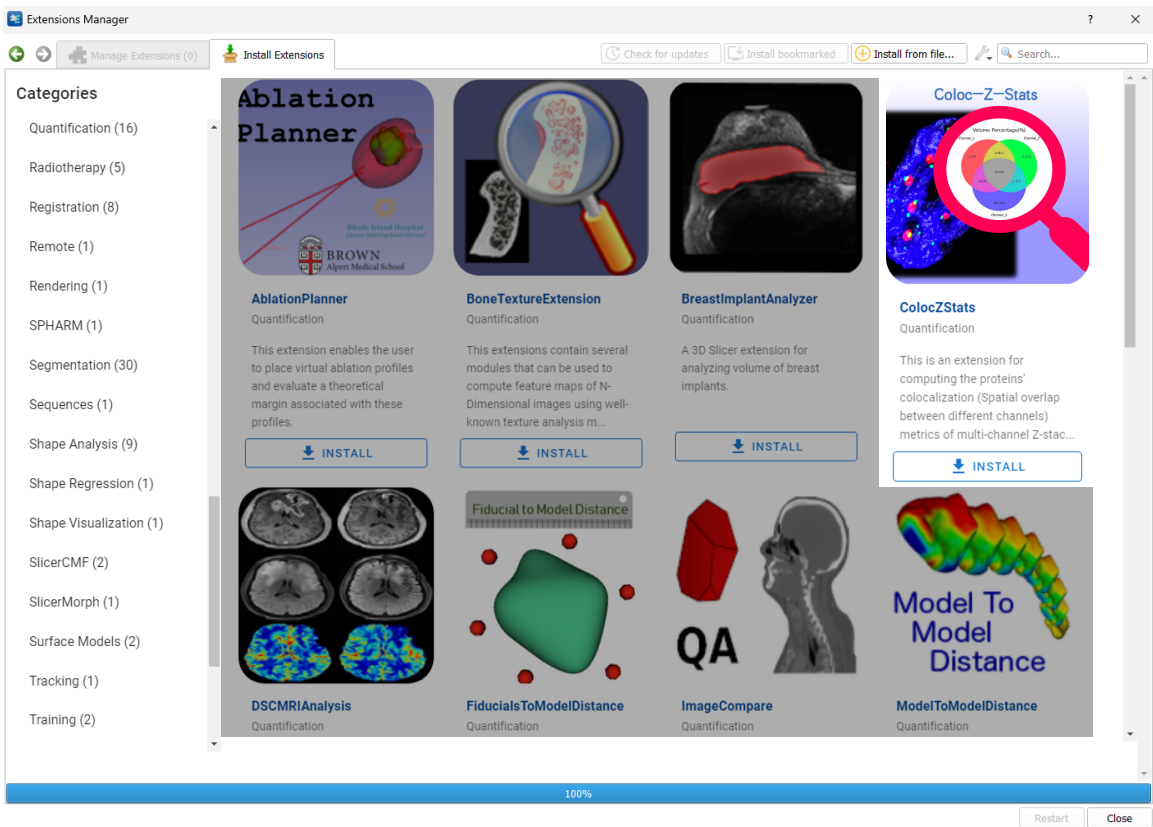 Extensions Manager
?
Manage Extensions (0)
Install Extensions
Check for updates
Install bookmarked
Install from file...
Search...
Categories
Quantification (16)
Radiotherapy (5)
Registration (8)
Remote (1)
Rendering (1)
SPHARM (1)
Segmentation (30)
Sequences (1)
Shape Analysis (9)
Shape Regression (1)
Shape Visualization (1)
SlicerCMF (2)
SlicerMorph (1)
Surface Models (2)
Tracking (1)
Training (2)
Ablation
Planner
Rhode Island Hospital
BROWN
Alpert Medical School
AblationPlanner
Quantification
This extension enables the user
to place virtual ablation profiles
and evaluate a theoretical
margin associated with these
profiles.
INSTALL
BoneTextureExtension
Quantification
This extensions contain several
modules that can be used to
compute feature maps of N-
Dimensional images using well-
known texture analysis m...
INSTALL
BreastImplantAnalyzer
Quantification
A 3D Slicer extension for
analyzing volume of breast
implants.
INSTALL
Coloc-Z-Stats
Volume Percentage(%)
Channel_1
Channel_2
Channel_3
ColocZStats
Quantification
This is an extension for
computing the proteins'
colocalization (Spatial overlap
between different channels)
metrics of multi-channel Z-stac...
INSTALL
DSCMRIAnalysis
Quantification
Fiducial to Model Distance
FiducialsToModelDistance
Quantification
QA
ImageCompare
Quantification
Model To
Model
Distance
ModelToModelDistance
Quantification
100%
Restart
Close